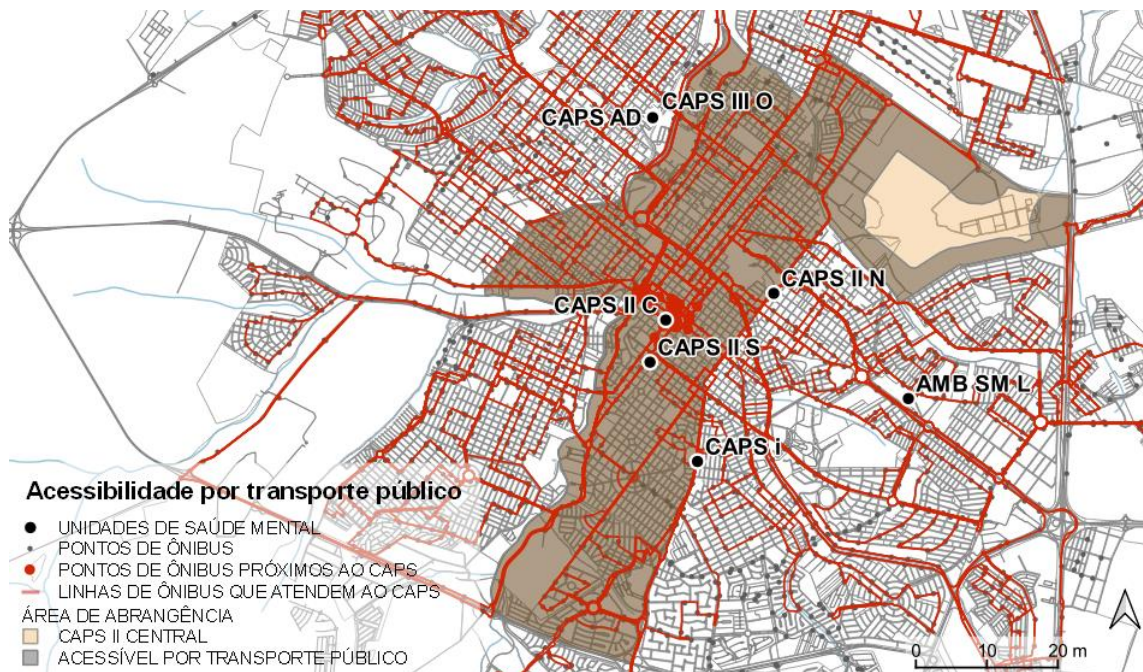 CAPS AD
CAPS III O
CAPS II N
CAPS II C
CAPS II S
AMB SM L
CAPS i
Acessibilidade por transporte público
UNIDADES DE SAÚDE MENTAL
PONTOS DE ÔNIBUS
PONTOS DE ÔNIBUS PRÓXIMOS AO CAPS
LINHAS DE ÔNIBUS QUE ATENDEM AO CAPS
ÁREA DE ABRANGÊNCIA
CAPS II CENTRAL
ACESSÍVEL POR TRANSPORTE PÚBLICO
0 10 20 m